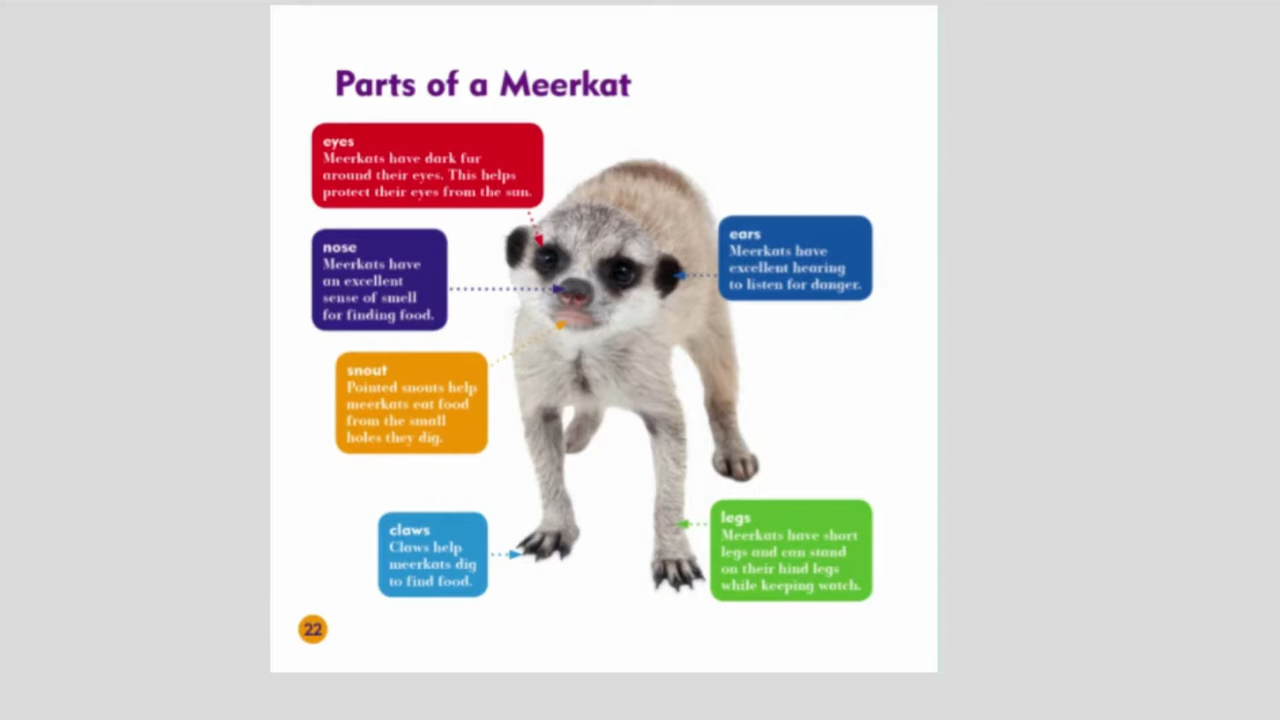 Parts of a Meerkat
eyes
Meerkats have dark fur
around their eyes. This helps
protect their eyes from the sun.
nose
Meerkats have
an excellent
sense of smell
for finding food.
ears
Meerkats have
excellent hearing
to listen for danger.
snout
Pointed snouts help
meerkats eat food
from the small
holes they dig.
claws
Claws help
meerkats dig
to find food.
legs
Meerkats have short
legs and can stand
on their hind legs
while keeping watch.
22